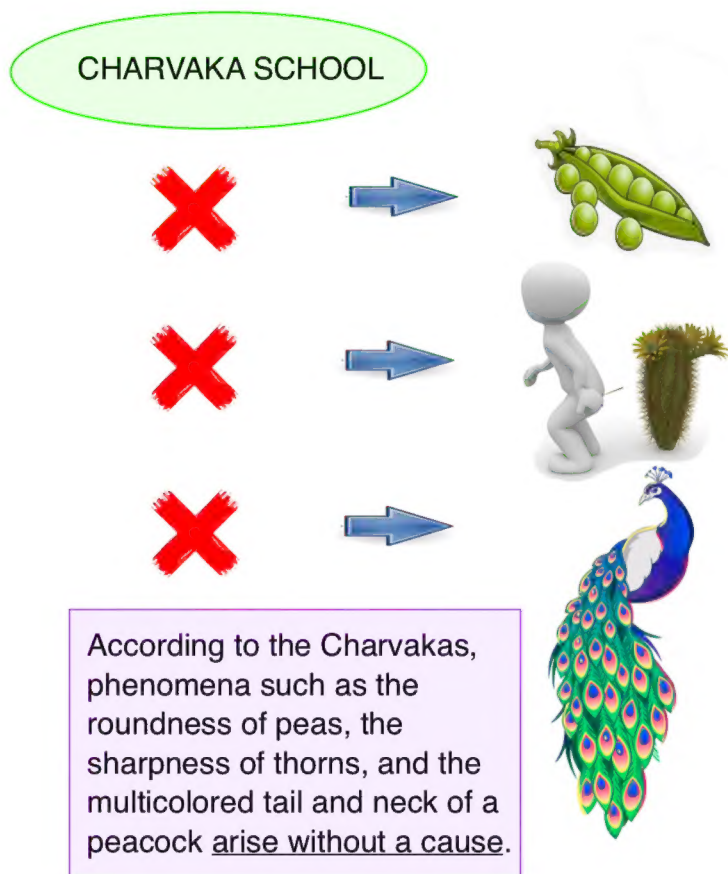 CHARVAKA SCHOOL
According to the Charvakas,
phenomena such as the
roundness of peas, the
sharpness of thorns, and the
multicolored tail and neck of a
peacock arise without a cause.